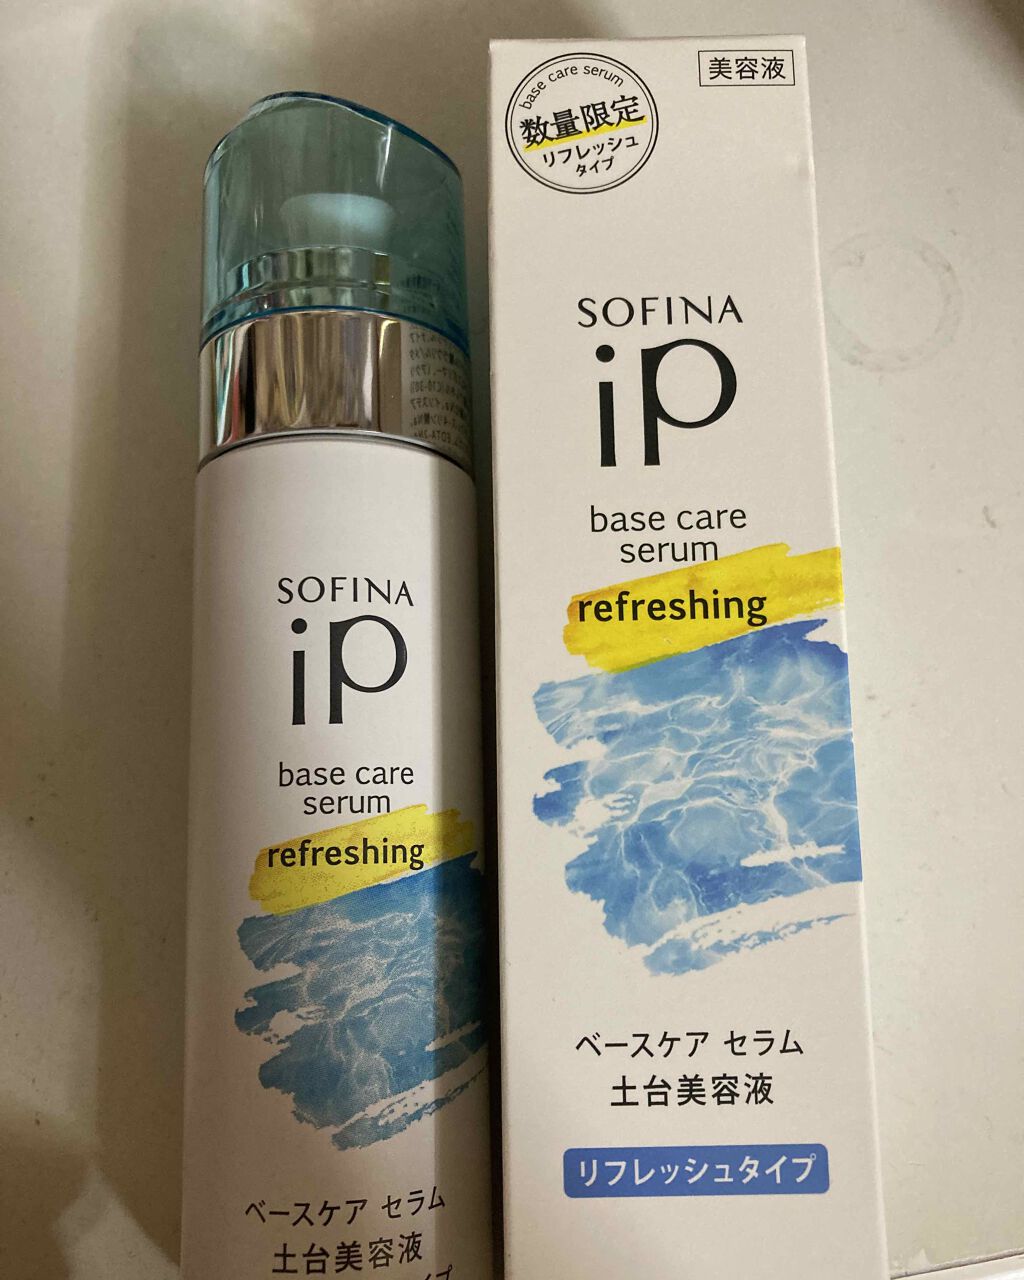 base care serum
数量限定
リフレッシュ
タイプ
美容液
SOFINA
iP
base care
serum
refreshing
ベースケア セラム
土台美容液
リフレッシュタイプ
SOFINA
iP
base care
serum
refreshing
ベースケア セラム
土台美容液